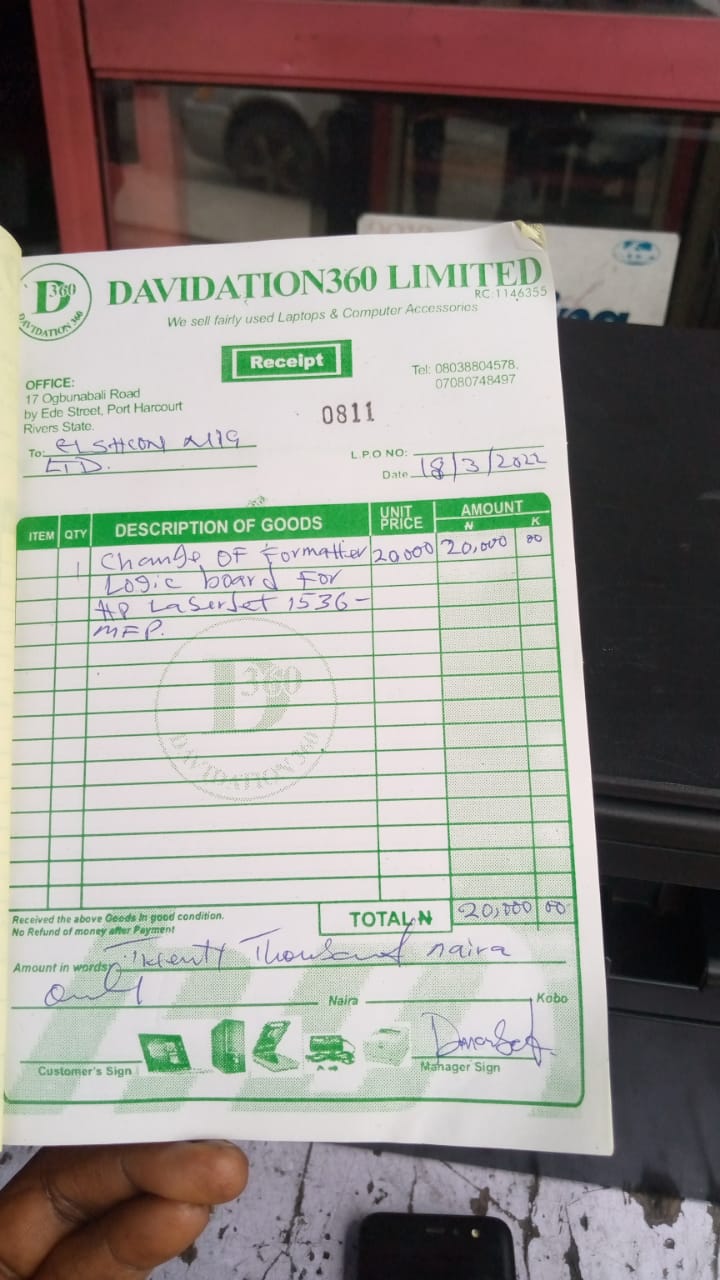 D360
DAVIDATION 360
DAVIDATION360 LIMITED
RC:1146355
We sell fairly used Laptops & Computer Accessories
Receipt
OFFICE:
17 Ogbunabali Road
by Ede Street, Port Harcourt
Rivers State.
Tel: 08038804578,
07080748497
0811
To: ELSHCON NIG
LTD.
L.P.O NO:
Date 18/3/2022
ITEM QTY DESCRIPTION OF GOODS UNIT PRICE AMOUNT
₦ K
1 Change OF Formatter 20000 20,000 00
Logic board For
HP LaserJet 1536-
MFP.
D360
DAVIDATION 360
Received the above Goods In good condition.
No Refund of money after Payment
TOTAL ₦ 20,000 00
Amount in words Twenty Thousand naira
only Naira Kobo
Customer's Sign
Manager Sign